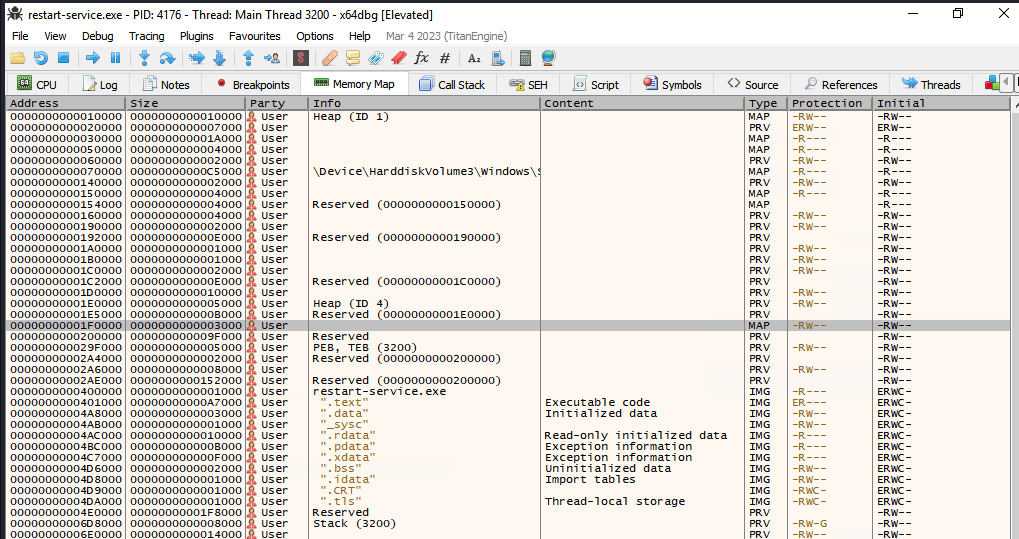 restart-service.exe - PID: 4176 - Thread: Main Thread 3200 - x64dbg [Elevated]
File View Debug Tracing Plugins Favourites Options Help Mar 4 2023 (TitanEngine)
CPU Log Notes Breakpoints Memory Map Call Stack SEH Script Symbols Source References Threads
Address Size Party Info Content Type Protection Initial
0000000000010000 0000000000010000 User Heap (ID 1) MAP -RW-- -RW--
0000000000020000 0000000000007000 User PRV ERW-- ERW--
0000000000030000 000000000001A000 User MAP -R--- -R---
0000000000050000 0000000000004000 User MAP -R--- -R---
0000000000060000 0000000000002000 User PRV -RW-- -RW--
0000000000070000 00000000000C5000 User \Device\HarddiskVolume3\Windows\S MAP -R--- -R---
0000000000140000 0000000000002000 User PRV -RW-- -RW--
0000000000150000 0000000000004000 User MAP -R--- -R---
0000000000154000 0000000000004000 User Reserved (0000000000150000) MAP -R---
0000000000160000 0000000000004000 User PRV -RW-- -RW--
0000000000190000 0000000000002000 User PRV -RW-- -RW--
0000000000192000 000000000000E000 User Reserved (0000000000190000) PRV -RW--
00000000001A0000 0000000000001000 User PRV -RW-- -RW--
00000000001B0000 0000000000001000 User PRV -RW-- -RW--
00000000001C0000 0000000000002000 User PRV -RW-- -RW--
00000000001C2000 000000000000E000 User Reserved (00000000001C0000) PRV -RW--
00000000001D0000 0000000000010000 User PRV -RW-- -RW--
00000000001E0000 0000000000005000 User Heap (ID 4) PRV -RW-- -RW--
00000000001E5000 000000000000B000 User Reserved (00000000001E0000) PRV -RW--
00000000001F0000 0000000000003000 User MAP -RW-- -RW--
0000000000200000 000000000009F000 User Reserved PRV -RW--
000000000029F000 0000000000005000 User PEB, TEB (3200) PRV -RW-- -RW--
00000000002A4000 0000000000002000 User Reserved (0000000000200000) PRV -RW--
00000000002A6000 0000000000008000 User PRV -RW-- -RW--
00000000002AE000 0000000000152000 User Reserved (0000000000200000) PRV -RW--
0000000000400000 0000000000001000 User restart-service.exe IMG -R--- ERWC-
0000000000401000 00000000000A7000 User ".text" Executable code IMG ER--- ERWC-
00000000004A8000 0000000000003000 User ".data" Initialized data IMG -RW-- ERWC-
00000000004AB000 0000000000001000 User "_sysc" IMG -RW-- ERWC-
00000000004AC000 0000000000010000 User ".rdata" Read-only initialized data IMG -R--- ERWC-
00000000004BC000 000000000000B000 User ".pdata" Exception information IMG -R--- ERWC-
00000000004C7000 000000000000F000 User ".xdata" Exception information IMG -R--- ERWC-
00000000004D6000 0000000000002000 User ".bss" Uninitialized data IMG -RW-- ERWC-
00000000004D8000 0000000000001000 User ".idata" Import tables IMG -RW-- ERWC-
00000000004D9000 0000000000001000 User ".CRT" IMG -RWC- ERWC-
00000000004DA000 0000000000001000 User ".tls" Thread-local storage IMG -RWC- ERWC-
00000000004E0000 00000000001F8000 User Reserved PRV -RW--
00000000006D8000 0000000000008000 User Stack (3200) PRV -RW-G -RW--
00000000006E0000 0000000000014000 User PRV -RW-- -RW--